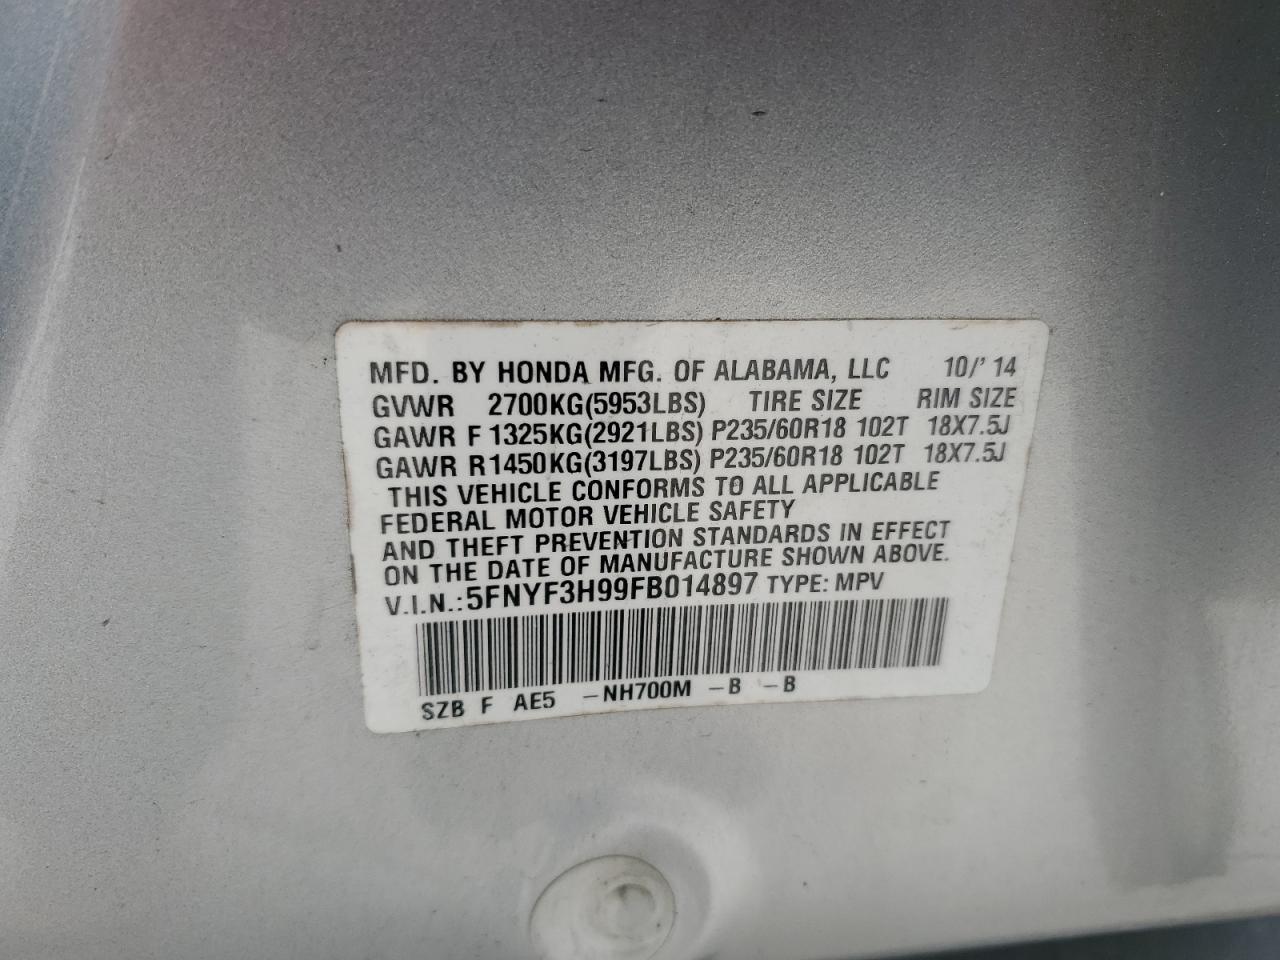 MFD. BY HONDA MFG. OF ALABAMA, LLC 10/'14
GVWR 2700KG(5953LBS) TIRE SIZE RIM SIZE
GAWR F 1325KG(2921LBS) P235/60R18 102T 18X7.5J
GAWR R 1450KG(3197LBS) P235/60R18 102T 18X7.5J
THIS VEHICLE CONFORMS TO ALL APPLICABLE
FEDERAL MOTOR VEHICLE SAFETY
AND THEFT PREVENTION STANDARDS IN EFFECT
ON THE DATE OF MANUFACTURE SHOWN ABOVE.
V.I.N.:5FNYF3H99FB014897 TYPE: MPV
SZB F AE5 -NH700M -B -B